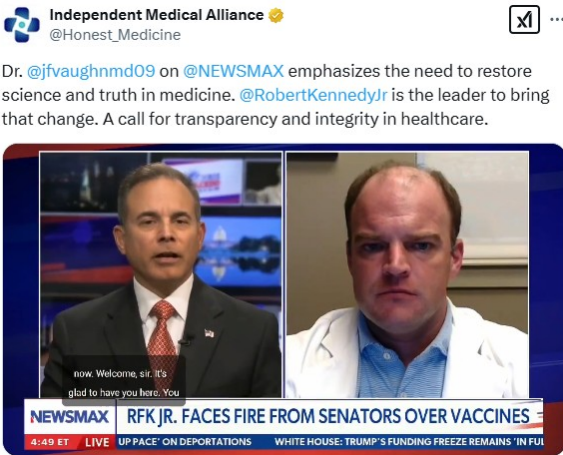 Independent Medical Alliance
@Honest_Medicine
Dr. @jfvaughnmd09 on @NEWSMAX emphasizes the need to restore
science and truth in medicine. @RobertKennedyJr is the leader to bring
that change. A call for transparency and integrity in healthcare.
now. Welcome, sir. It's
glad to have you here. You
NEWSMAX RFK JR. FACES FIRE FROM SENATORS OVER VACCINES
4:49 ET LIVE UP PACE' ON DEPORTATIONS WHITE HOUSE: TRUMP'S FUNDING FREEZE REMAINS 'IN FUL